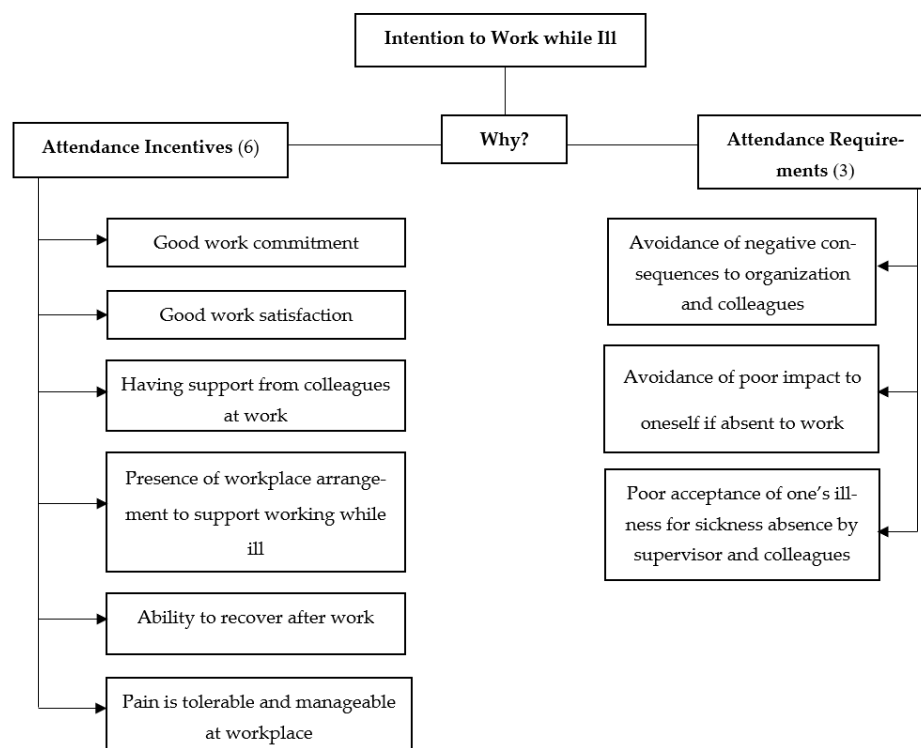 Intention to Work while Ill
Why?
Attendance Incentives (6)
Good work commitment
Good work satisfaction
Having support from colleagues
at work
Presence of workplace arrange-
ment to support working while
ill
Ability to recover after work
Pain is tolerable and manageable
at workplace
Attendance Require-
ments (3)
Avoidance of negative con-
sequences to organization
and colleagues
Avoidance of poor impact to
oneself if absent to work
Poor acceptance of one’s ill-
ness for sickness absence by
supervisor and colleagues